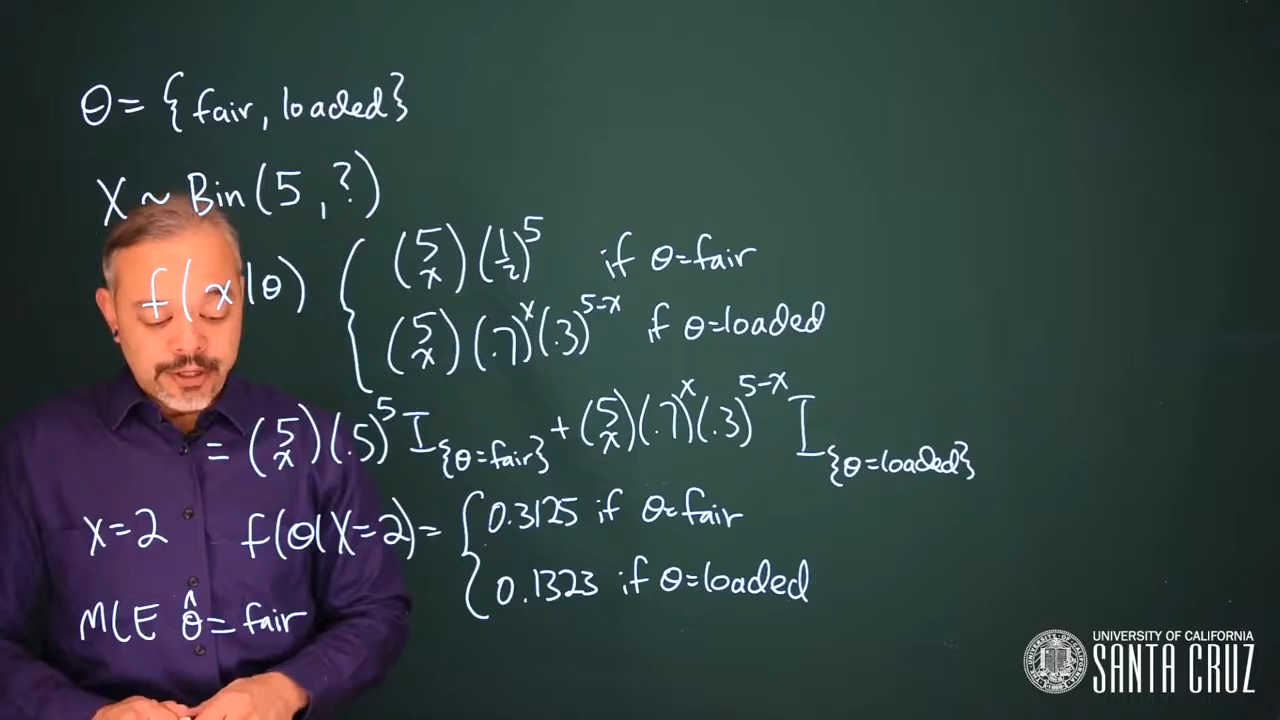 θ = {fair, loaded}
X ~ Bin(5, ?)
f(x|θ) { (5 x)(1/2)^5 if θ=fair
(5 x)(.7)^x(.3)^{5-x} if θ=loaded
= (5 x)(.5)^5 I_{θ=fair} + (5 x)(.7)^x(.3)^{5-x} I_{θ=loaded}
X=2 f(θ|X=2) = { 0.3125 if θ=fair
0.1323 if θ=loaded
MLE θ̂ = fair
UNIVERSITY OF CALIFORNIA
SANTA CRUZ